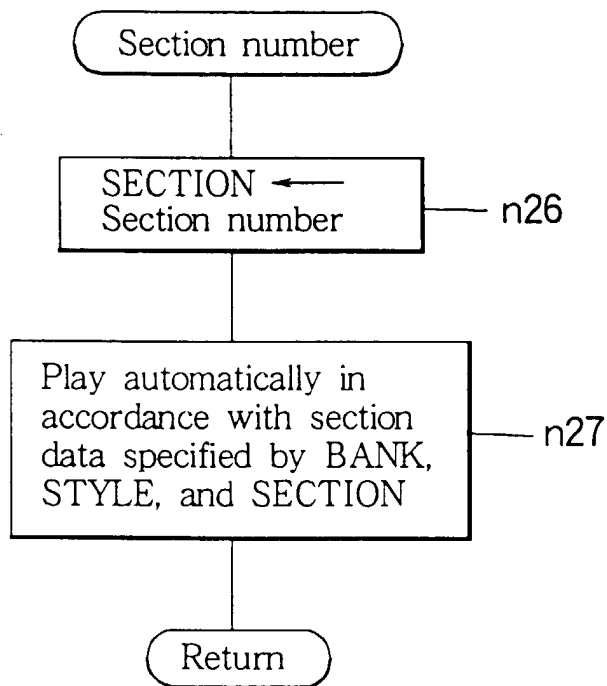 Section number
SECTION ←
Section number
n26
Play automatically in
accordance with section
data specified by BANK,
STYLE, and SECTION
n27
Return